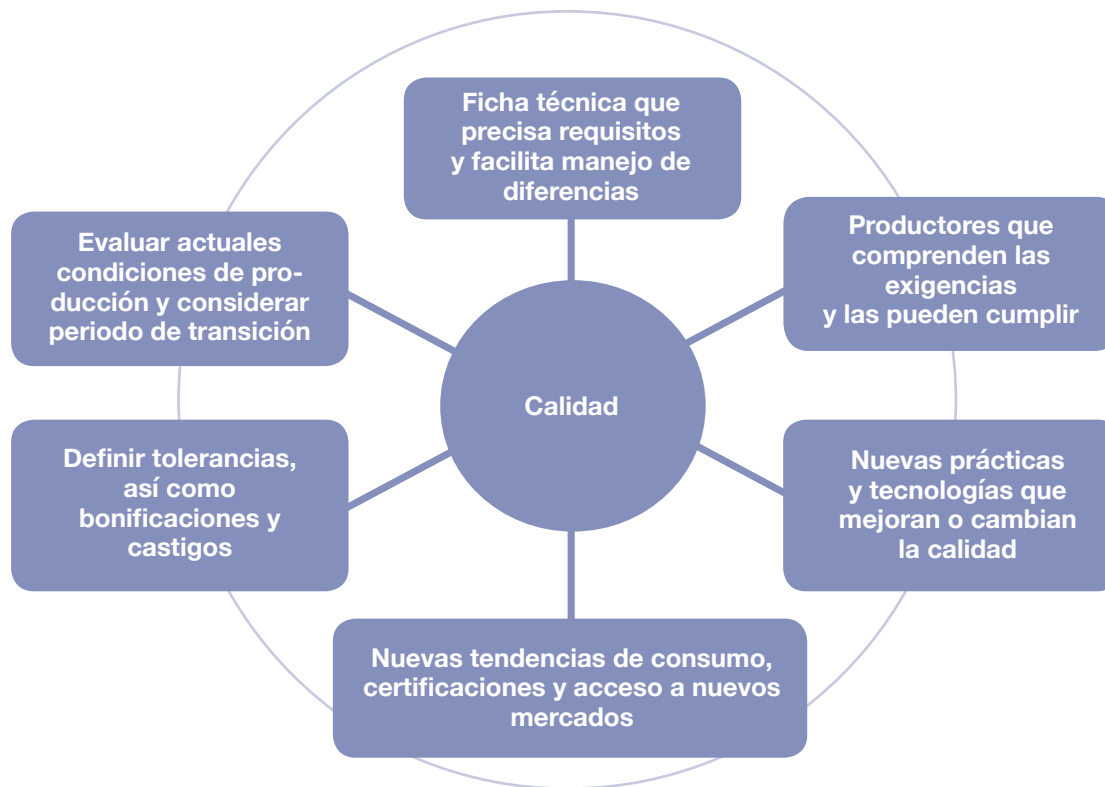 Ficha técnica que
precisa requisitos
y facilita manejo de
diferencias
Productores que
comprenden las
exigencias
y las pueden cumplir
Nuevas prácticas
y tecnologías que
mejoran o cambian
la calidad
Nuevas tendencias de consumo,
certificaciones y acceso a nuevos
mercados
Definir tolerancias,
así como
bonificaciones y
castigos
Evaluar actuales
condiciones de pro-
ducción y considerar
periodo de transición
Calidad